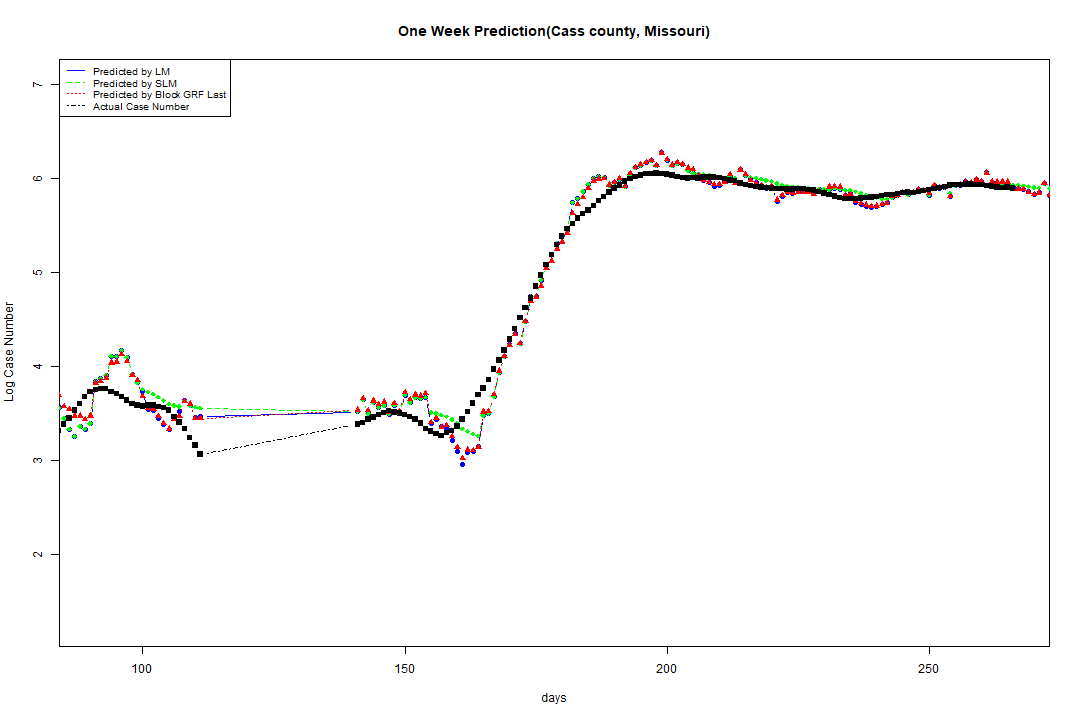 One Week Prediction(Cass county, Missouri)
Predicted by LM
Predicted by SLM
Predicted by Block GRF Last
Actual Case Number
7
6
5
4
3
2
Log Case Number
100 150 200 250
days